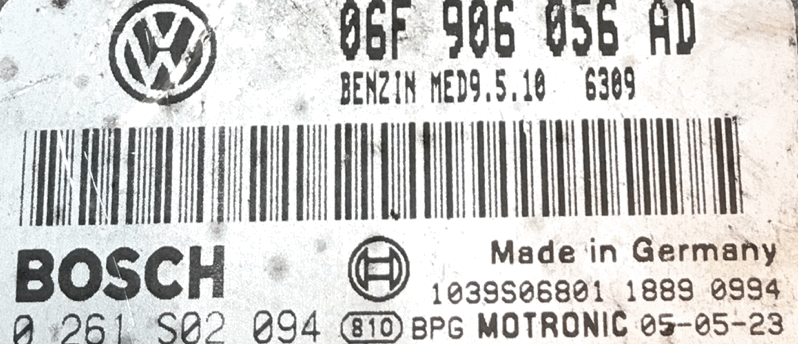 06F 906 056 AD
BENZIN MED9.5.10 6309
BOSCH
Made in Germany
1039S06801 1889 0994
0 261 S02 094 810 BPG MOTRONIC 05-05-23